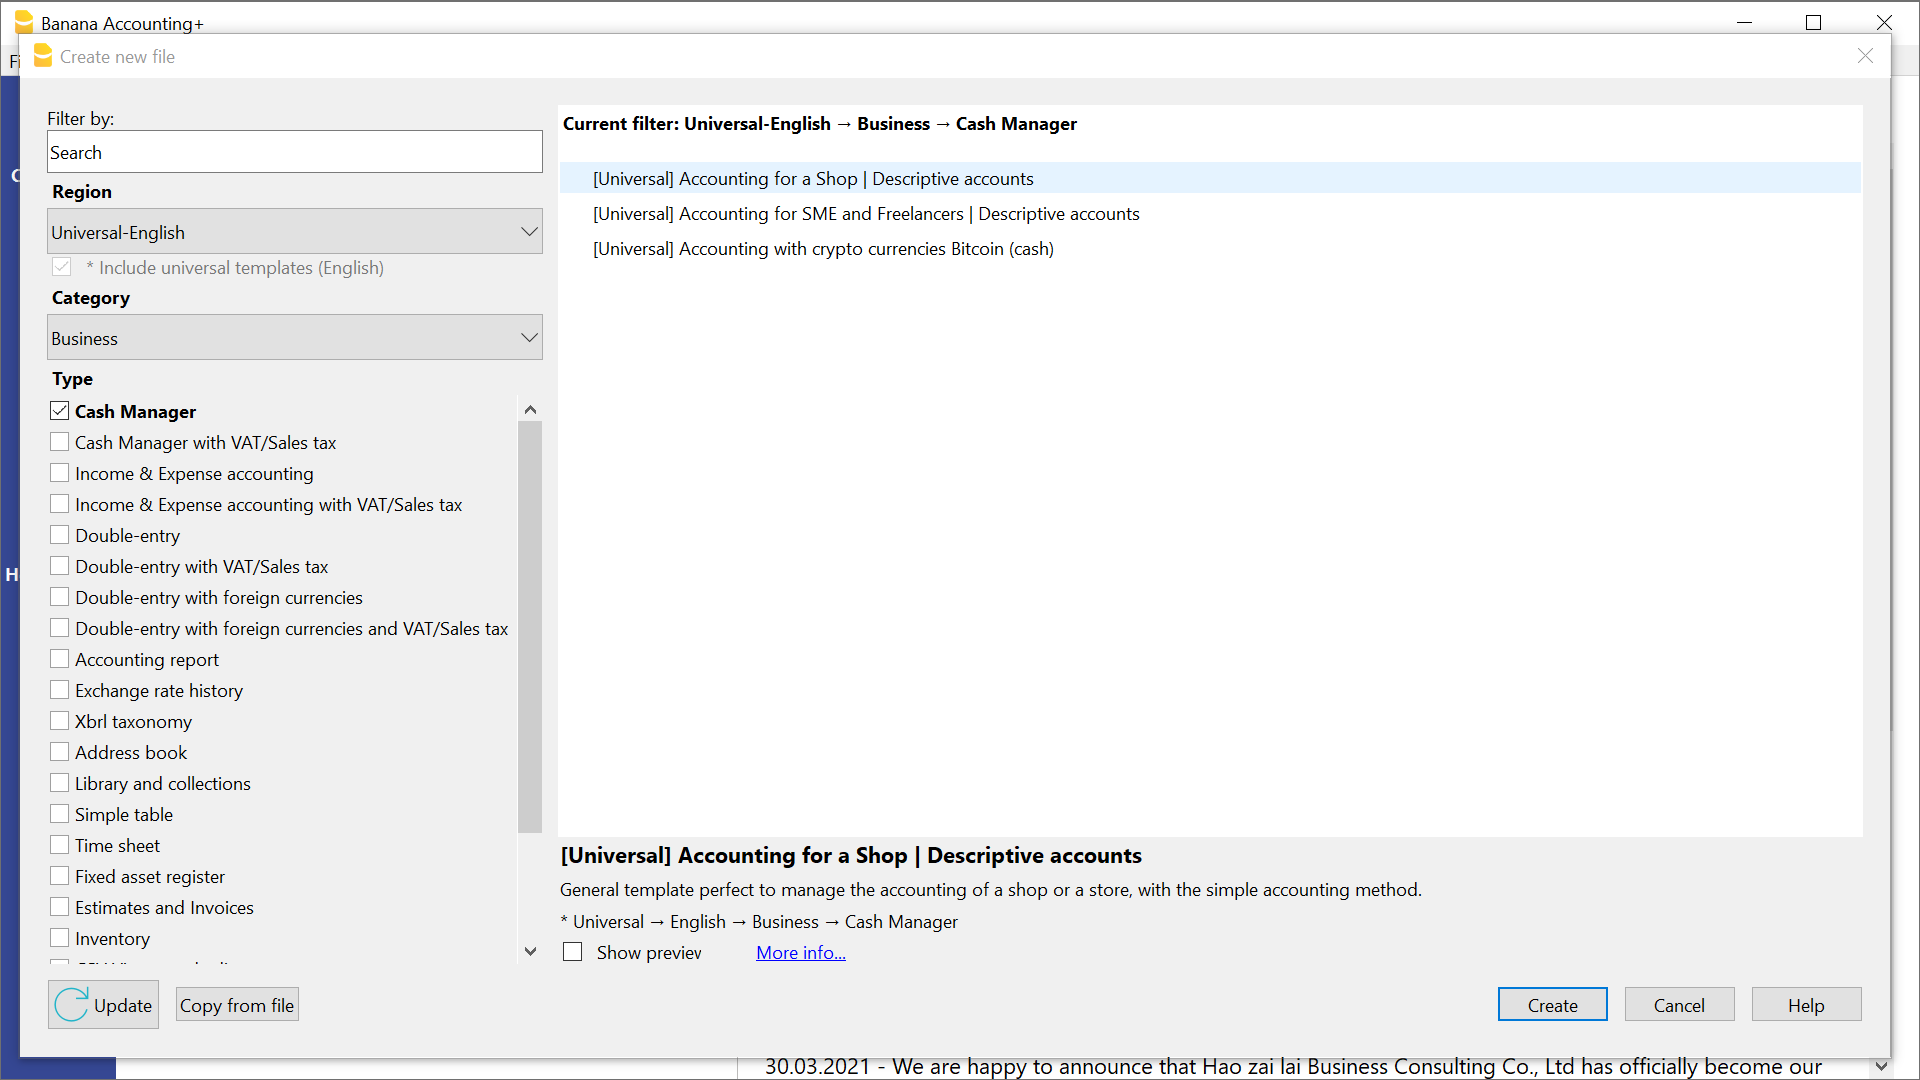 Banana Accounting+
Fi
Create new file
Filter by:
Search
Region
Universal-English
* Include universal templates (English)
Category
Business
Type
Cash Manager
Cash Manager with VAT/Sales tax
Income & Expense accounting
Income & Expense accounting with VAT/Sales tax
Double-entry
Double-entry with VAT/Sales tax
Double-entry with foreign currencies
Double-entry with foreign currencies and VAT/Sales tax
Accounting report
Exchange rate history
Xbrl taxonomy
Address book
Library and collections
Simple table
Time sheet
Fixed asset register
Estimates and Invoices
Inventory
Update
Copy from file
Current filter: Universal-English → Business → Cash Manager
[Universal] Accounting for a Shop | Descriptive accounts
[Universal] Accounting for SME and Freelancers | Descriptive accounts
[Universal] Accounting with crypto currencies Bitcoin (cash)
[Universal] Accounting for a Shop | Descriptive accounts
General template perfect to manage the accounting of a shop or a store, with the simple accounting method.
* Universal → English → Business → Cash Manager
Show preview
More info...
Create
Cancel
Help
30.03.2021 - We are happy to announce that Hao zai lai Business Consulting Co., Ltd has officially become our